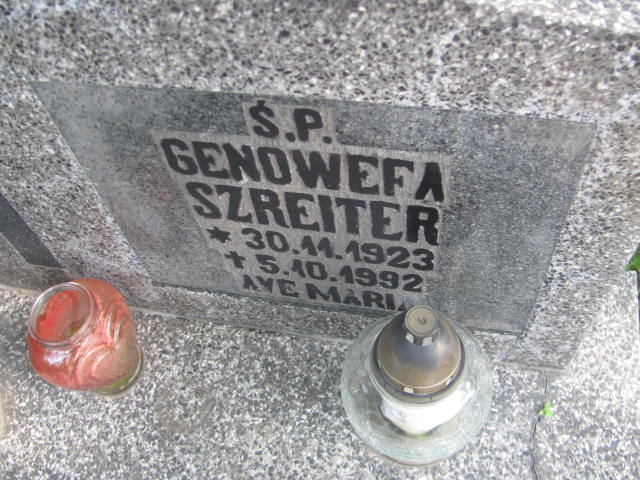 Ś.P.
GENOWEFA
SZREITER
* 30.11.1923
✝ 5.10.1992
AVE MARIA